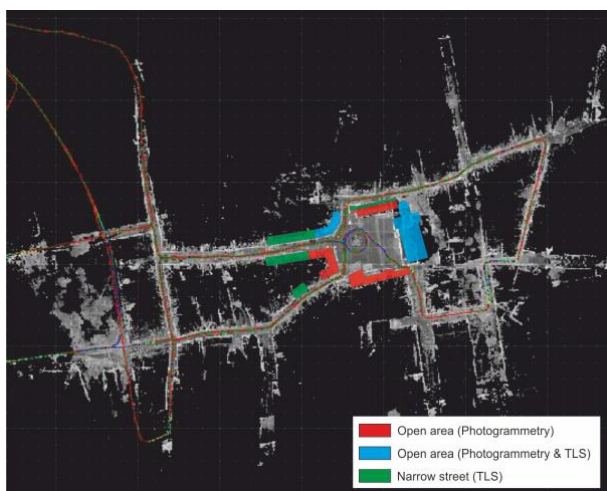 Open area (Photogrammetry)
Open area (Photogrammetry & TLS)
Narrow street (TLS)